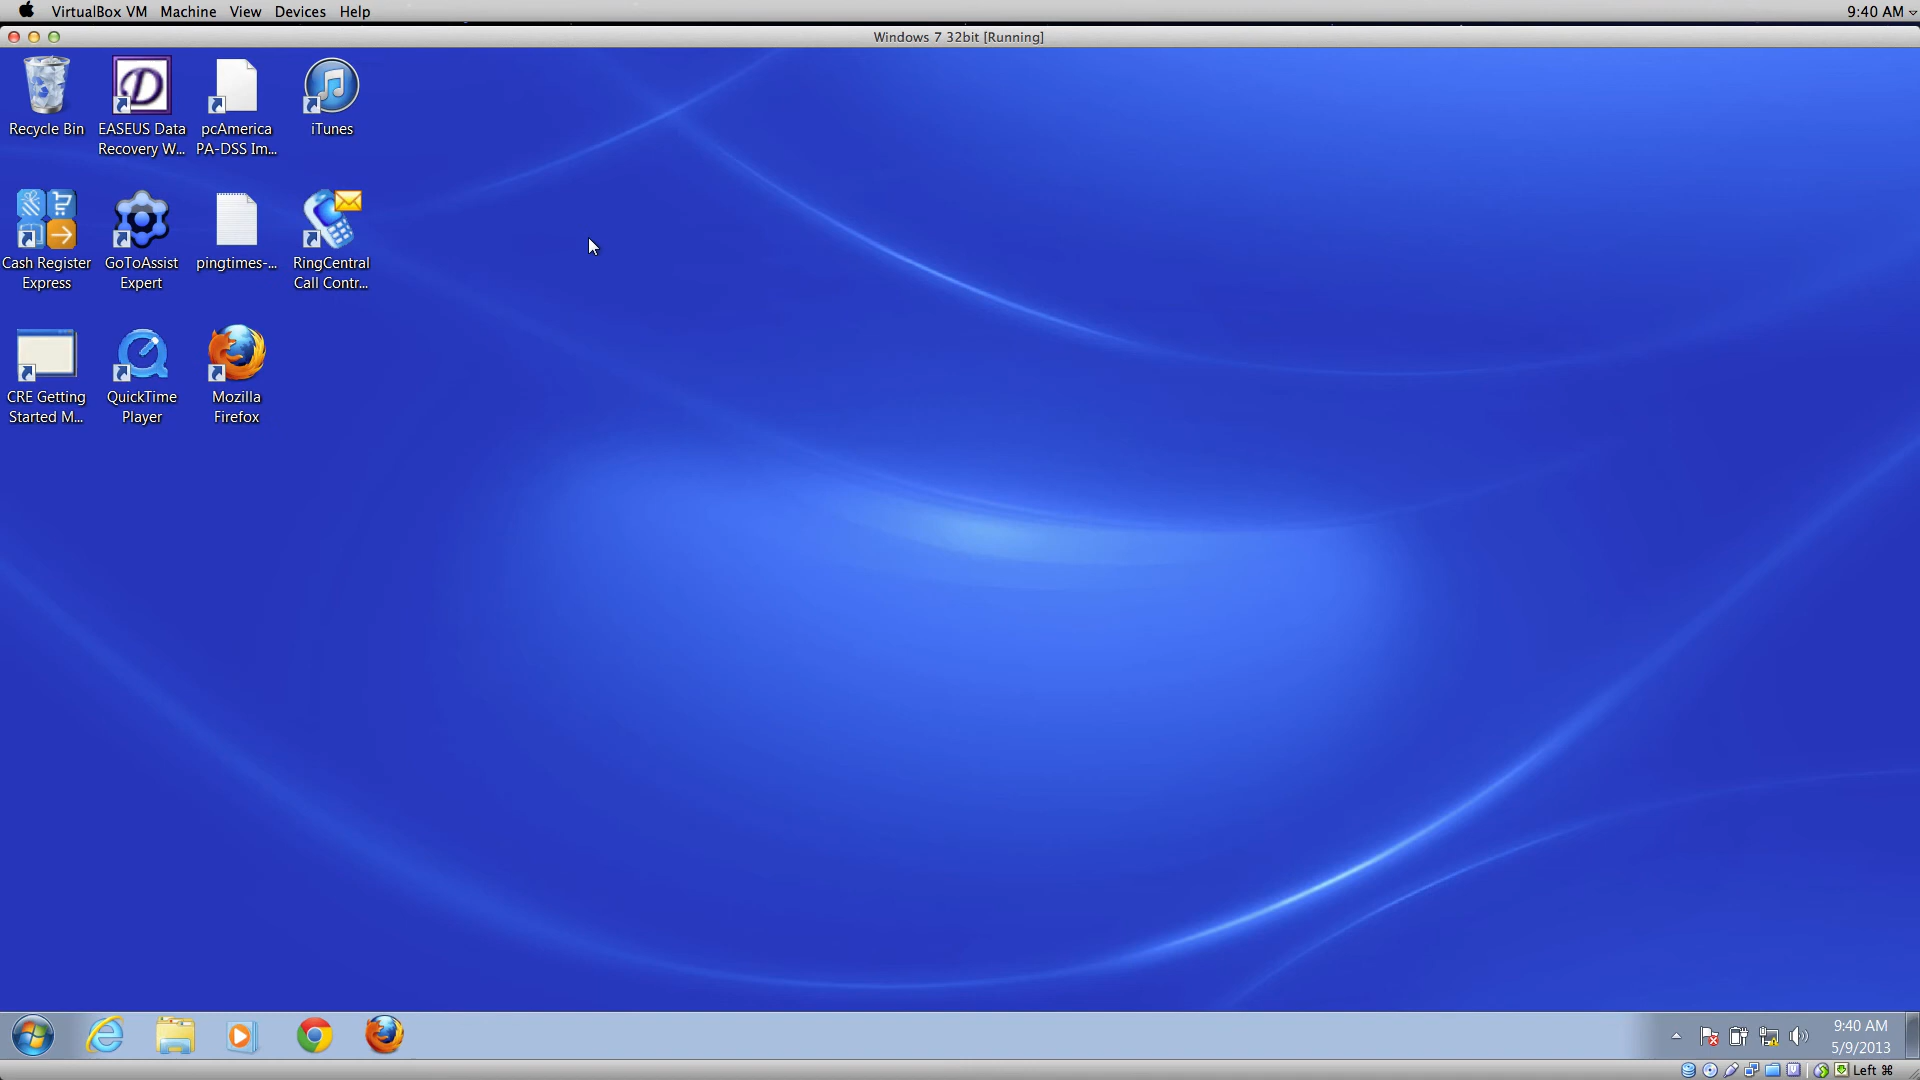 VirtualBox VM Machine View Devices Help 9:40 AM
Windows 7 32bit [Running]
Recycle Bin
EASEUS Data
Recovery W...
pcAmerica
PA-DSS Im...
iTunes
Cash Register
Express
GoToAssist
Expert
pingtimes-...
RingCentral
Call Contr...
CRE Getting
Started M...
QuickTime
Player
Mozilla
Firefox
9:40 AM
5/9/2013
Left ⌘